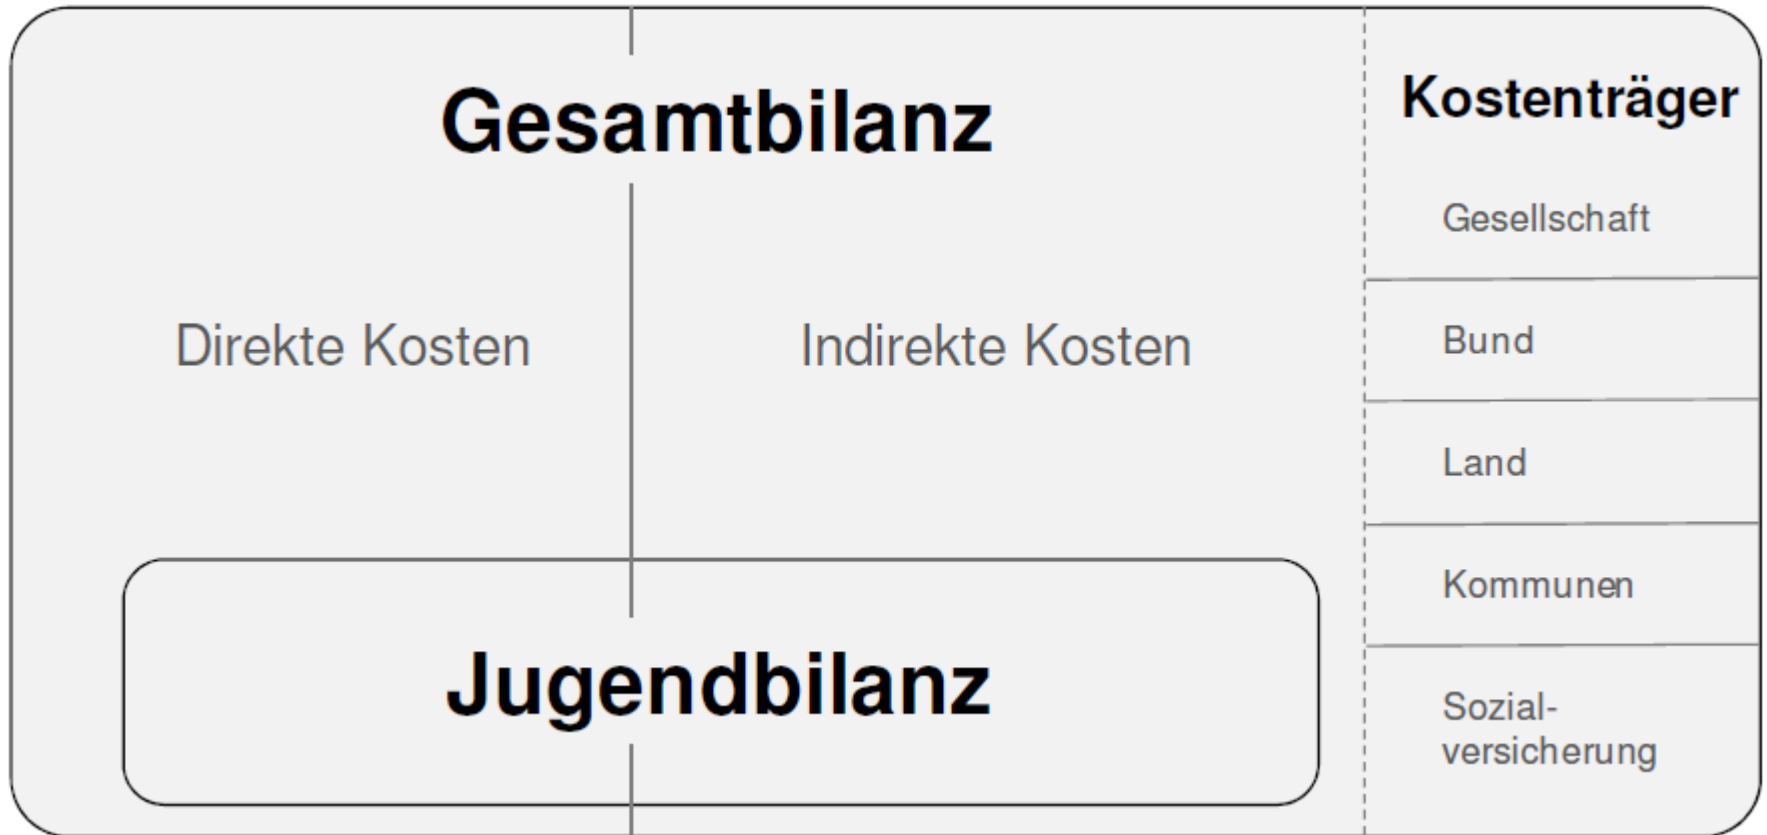 Gesamtbilanz
Direkte Kosten
Indirekte Kosten
Jugendbilanz
Kostenträger
Gesellschaft
Bund
Land
Kommunen
Sozial-
versicherung